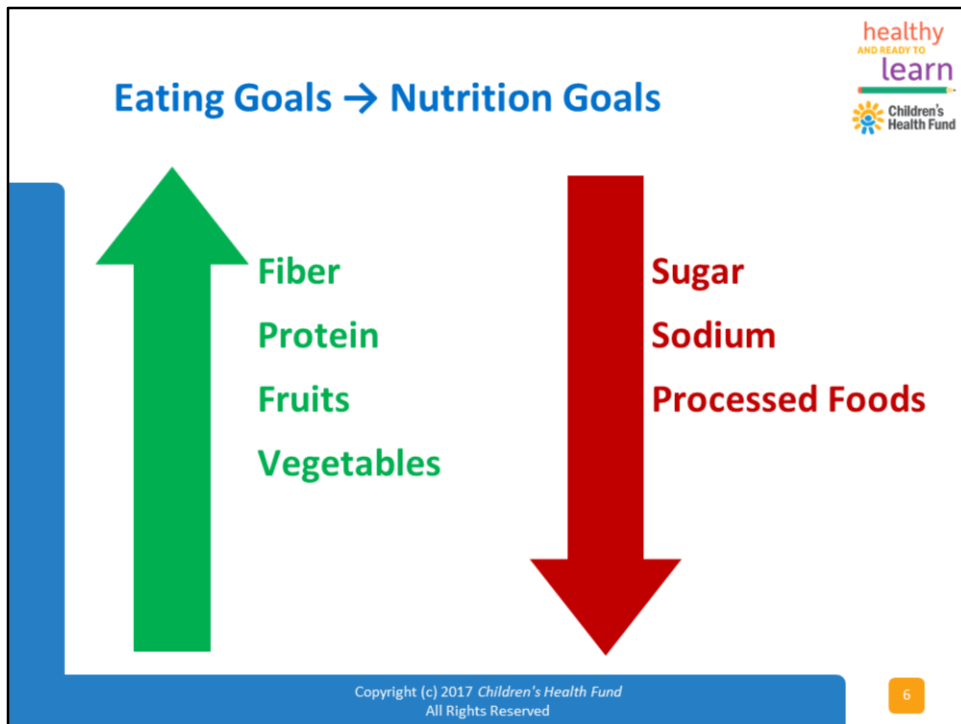 healthy
AND READY TO
learn
Children's
Health Fund
Eating Goals → Nutrition Goals
Fiber
Protein
Fruits
Vegetables
Sugar
Sodium
Processed Foods
Copyright (c) 2017 Children's Health Fund
All Rights Reserved
6